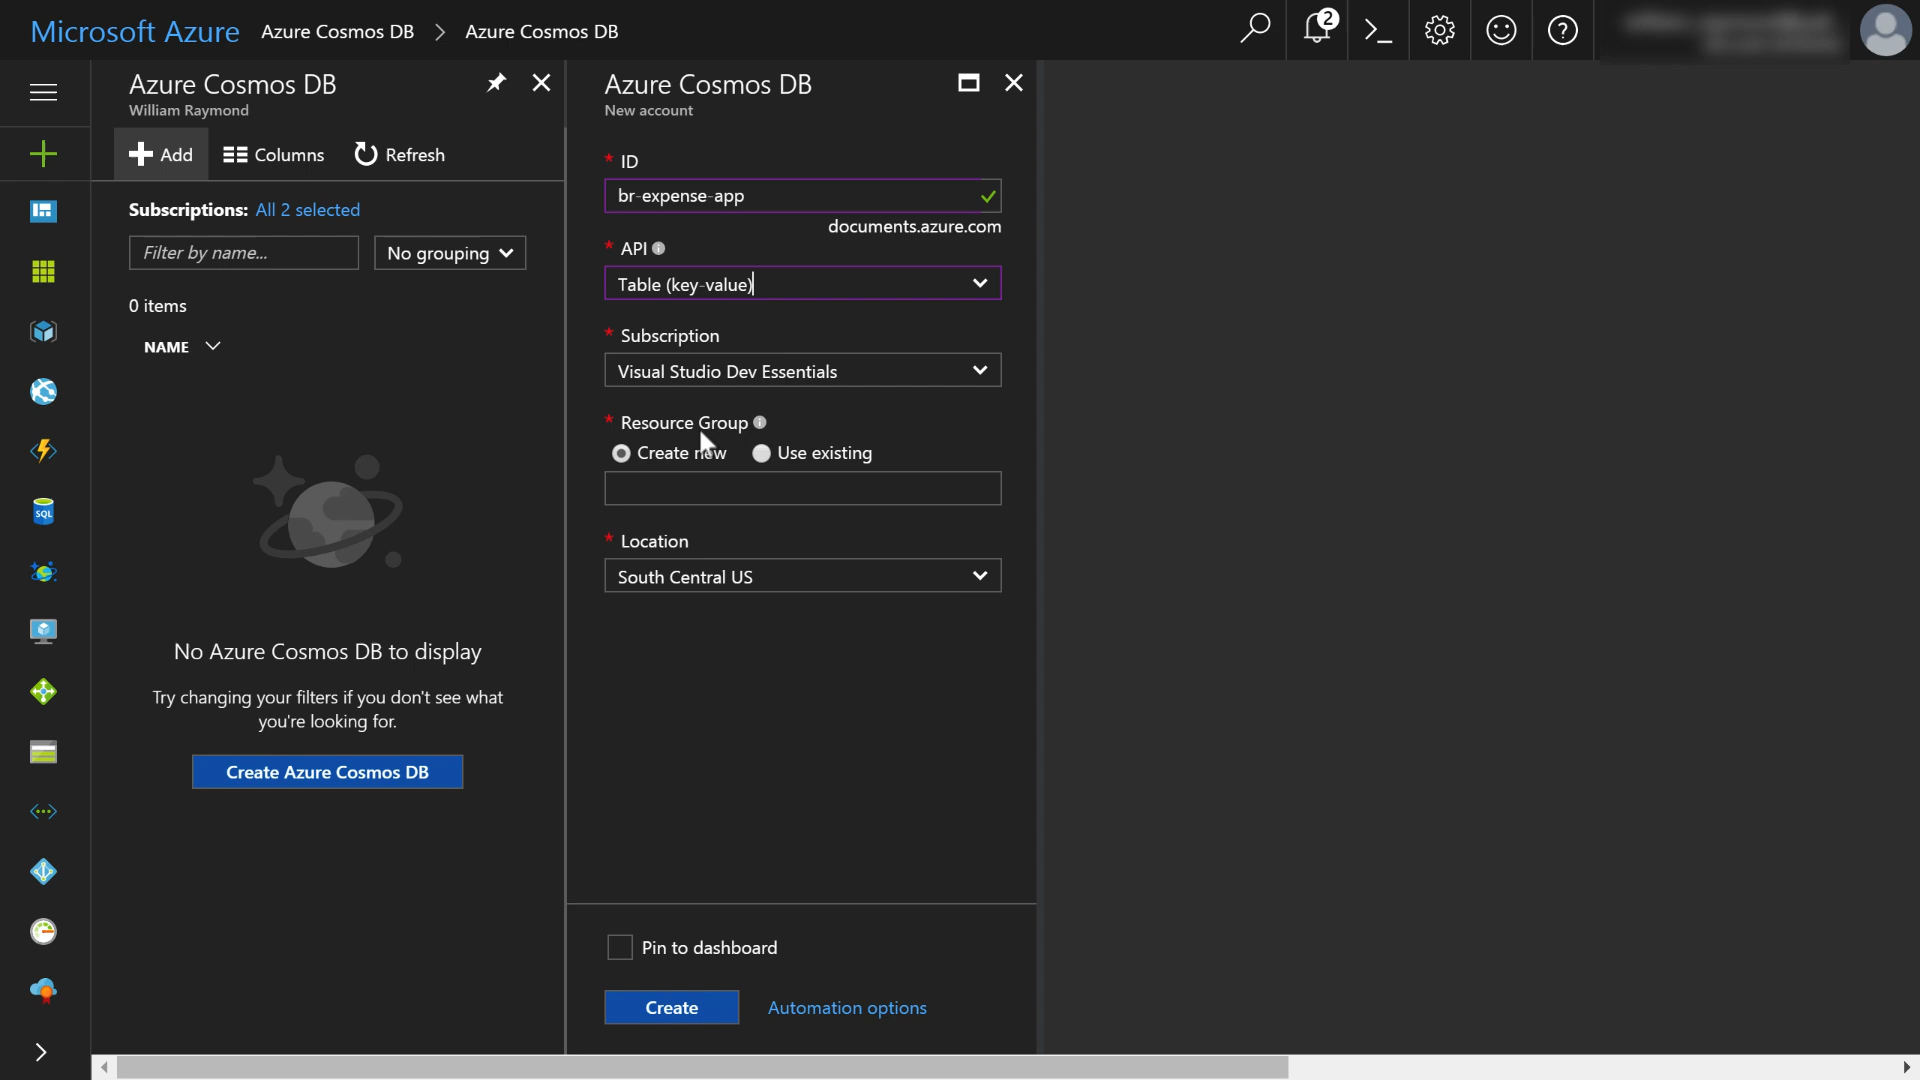 Microsoft Azure Azure Cosmos DB > Azure Cosmos DB
2
Azure Cosmos DB
William Raymond
Add Columns Refresh
Subscriptions: All 2 selected
Filter by name... No grouping
0 items
NAME
No Azure Cosmos DB to display
Try changing your filters if you don't see what
you're looking for.
Create Azure Cosmos DB
SQL
Azure Cosmos DB
New account
* ID
br-expense-app
documents.azure.com
* API
Table (key-value)
* Subscription
Visual Studio Dev Essentials
* Resource Group
Create new Use existing
* Location
South Central US
Pin to dashboard
Create Automation options